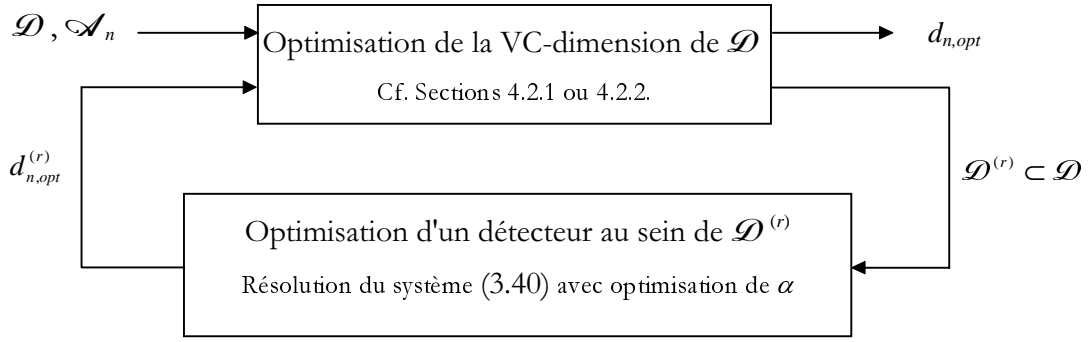 𝒟, 𝒜n
Optimisation de la VC-dimension de 𝒟
Cf. Sections 4.2.1 ou 4.2.2.
d n,opt
d (r) n,opt
𝒟 (r) ⊂ 𝒟
Optimisation d'un détecteur au sein de 𝒟 (r)
Résolution du système (3.40) avec optimisation de α